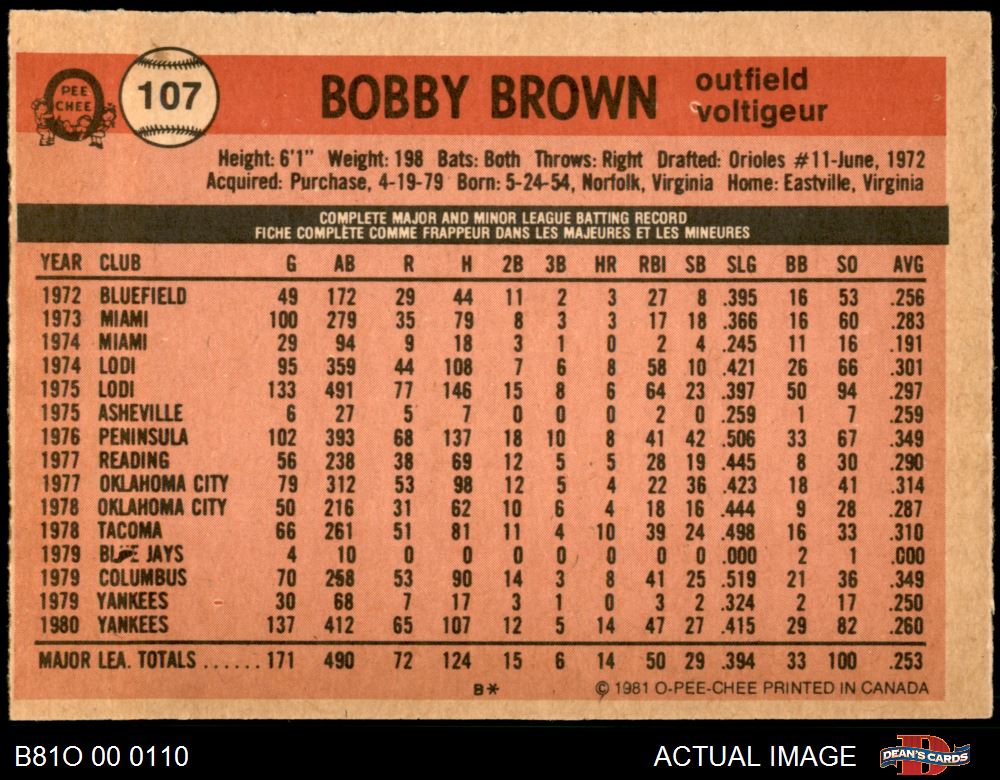 PEE
CHEE
107
BOBBY BROWN
outfield
voltigeur
Height: 6'1" Weight: 198 Bats: Both Throws: Right Drafted: Orioles #11-June, 1972
Acquired: Purchase, 4-19-79 Born: 5-24-54, Norfolk, Virginia Home: Eastville, Virginia
COMPLETE MAJOR AND MINOR LEAGUE BATTING RECORD
FICHE COMPLÈTE COMME FRAPPEUR DANS LES MAJEURES ET LES MINEURES
YEAR CLUB G AB R H 2B 3B HR RBI SB SLG BB SO AVG
1972 BLUEFIELD 49 172 29 44 11 2 3 27 8 .395 16 53 .256
1973 MIAMI 100 279 35 79 8 3 3 17 18 .366 16 60 .283
1974 MIAMI 29 94 9 18 3 1 0 2 4 .245 11 16 .191
1974 LODI 95 359 44 108 7 6 8 58 10 .421 26 66 .301
1975 LODI 133 491 77 146 15 8 6 64 23 .397 50 94 .297
1975 ASHEVILLE 6 27 5 7 0 0 0 2 0 .259 1 7 .259
1976 PENINSULA 102 393 68 137 18 10 8 41 42 .506 33 67 .349
1977 READING 56 238 38 69 12 5 5 28 19 .445 8 30 .290
1977 OKLAHOMA CITY 79 312 53 98 12 5 4 22 36 .423 18 41 .314
1978 OKLAHOMA CITY 50 216 31 62 10 6 4 18 16 .444 9 28 .287
1978 TACOMA 66 261 51 81 11 4 10 39 24 .498 16 33 .310
1979 BLUE JAYS 4 10 0 0 0 0 0 0 0 .000 2 1 .000
1979 COLUMBUS 70 258 53 90 14 3 8 41 25 .519 21 36 .349
1979 YANKEES 30 68 7 17 3 1 0 3 2 .324 2 17 .250
1980 YANKEES 137 412 65 107 12 5 14 47 27 .415 29 82 .260
MAJOR LEA. TOTALS ...... 171 490 72 124 15 6 14 50 29 .394 33 100 .253
B* © 1981 O-PEE-CHEE PRINTED IN CANADA
B81O 00 0110
ACTUAL IMAGE
DEAN'S CARDS